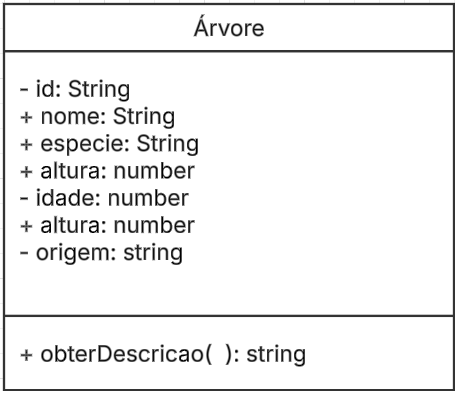 Árvore
- id: String
+ nome: String
+ especie: String
+ altura: number
- idade: number
+ altura: number
- origem: string
+ obterDescricao(  ): string